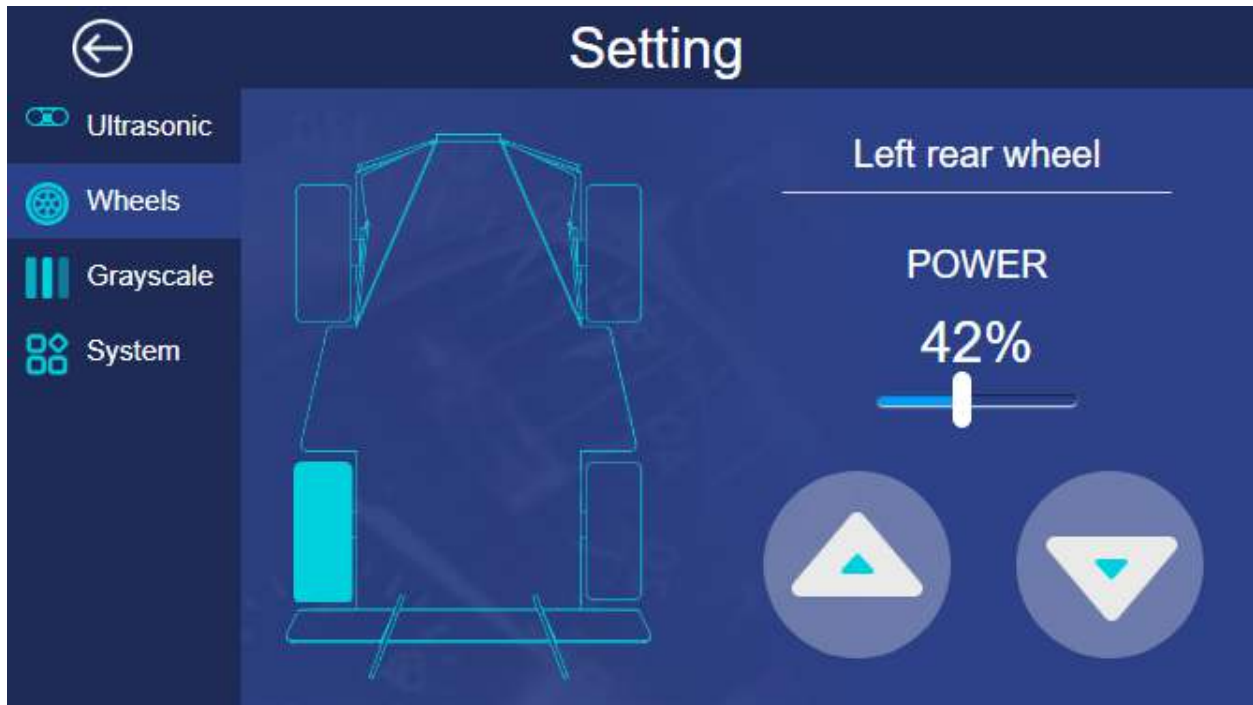 Setting
Ultrasonic
Wheels
Grayscale
System
Left rear wheel
POWER
42%